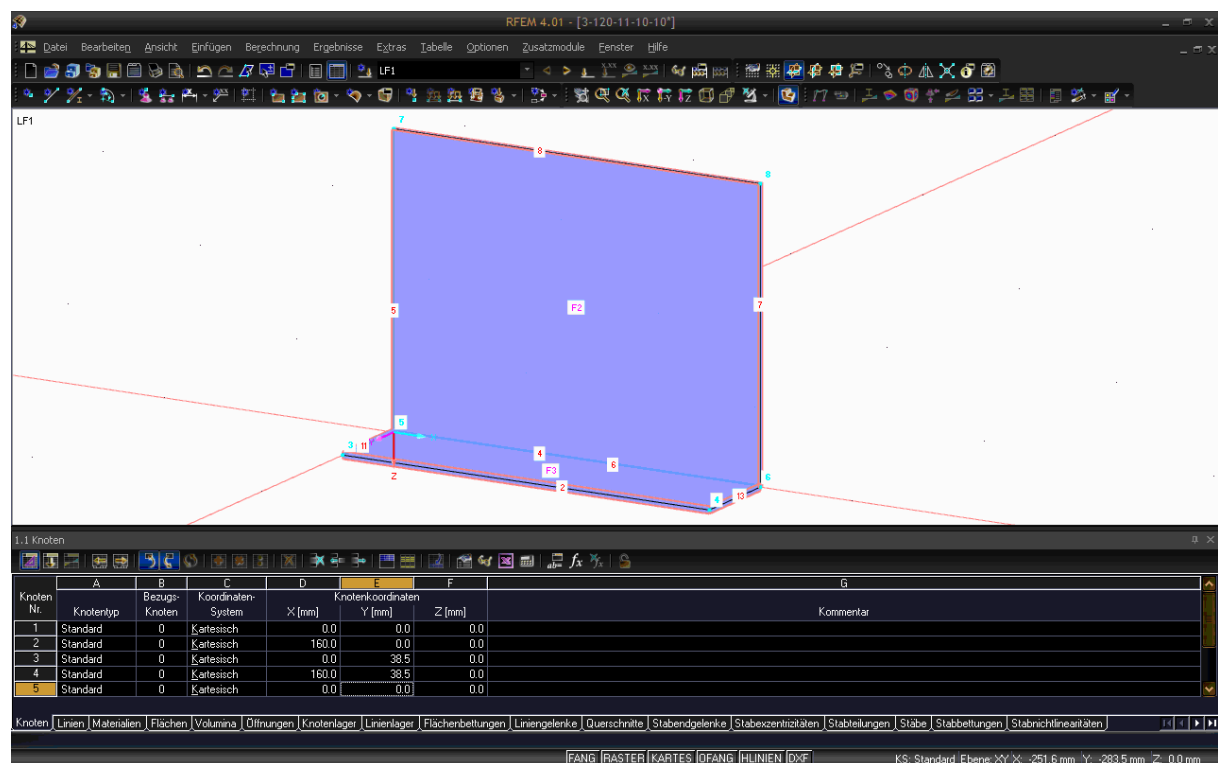 RFEM 4.01 - [3-120-11-10-10*]
Datei Bearbeiten Ansicht Einfügen Berechnung Ergebnisse Extras Tabelle Optionen Zusatzmodule Fenster Hilfe
LF1
LF1
7
8
8
5
F2
7
5
3
11
4
6
F3
Z
2
4
13
6
1.1 Knoten
A B C D E F G
Knoten Nr.
Knotentyp
Bezugs-Knoten
Koordinaten-System
Knotenkoordinaten
X [mm] Y [mm] Z [mm]
Kommentar
1 Standard 0 Kartesisch 0.0 0.0 0.0
2 Standard 0 Kartesisch 160.0 0.0 0.0
3 Standard 0 Kartesisch 0.0 38.5 0.0
4 Standard 0 Kartesisch 160.0 38.5 0.0
5 Standard 0 Kartesisch 0.0 0.0 0.0
Knoten Linien Materialien Flächen Volumina Öffnungen Knotenlager Linienlager Flächenbettungen Liniengelenke Querschnitte Stabendgelenke Stabexzentrizitäten Stabteilungen Stäbe Stabbettungen Stabnichtlinearitäten
FANG RASTER KARTES OFANG HLINIEN DXF KS: Standard Ebene: XY X: -251.6 mm Y: -283.5 mm Z: 0.0 mm